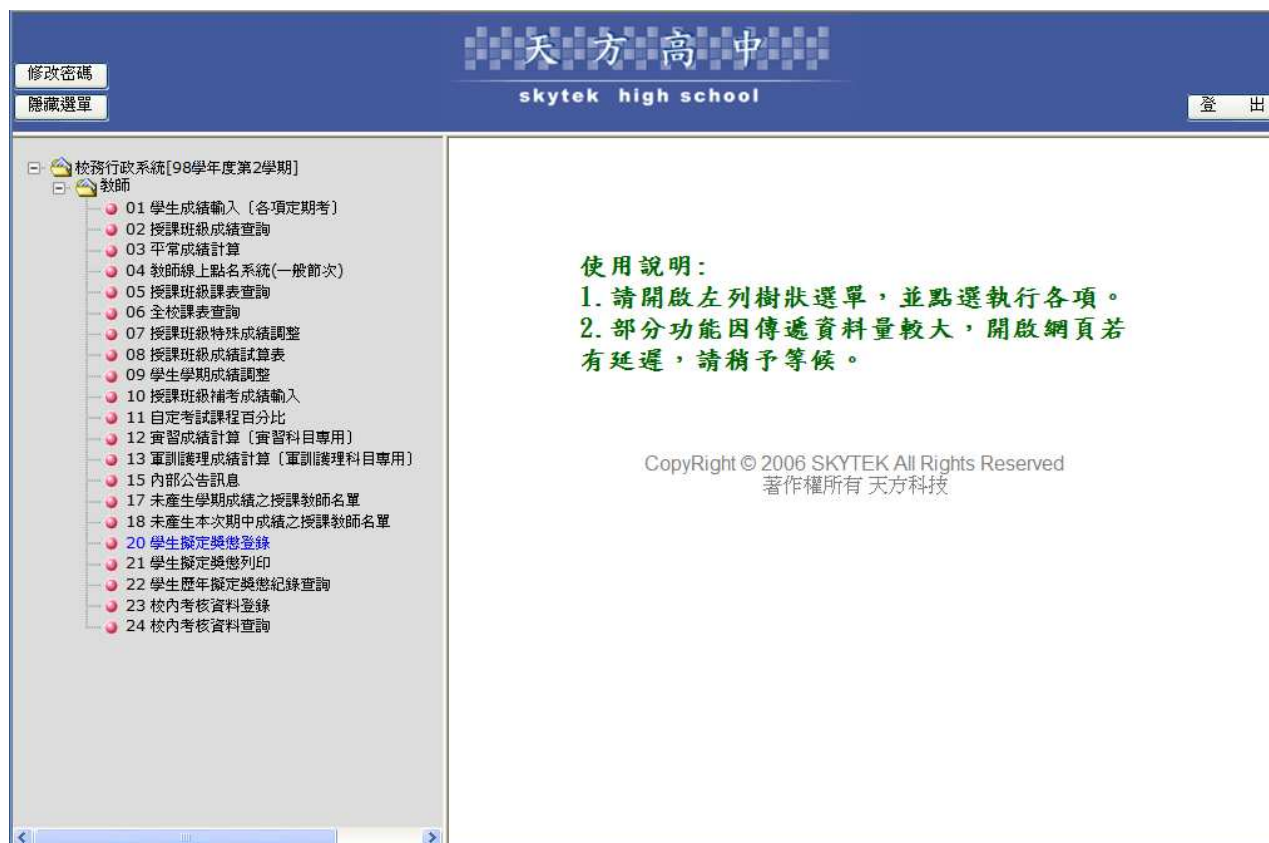 天方高中
skytek high school
修改密碼
隱藏選單
登 出
校務行政系統[98學年度第2學期]
教師
01 學生成績輸入〔各項定期考〕
02 授課班級成績查詢
03 平常成績計算
04 教師線上點名系統(一般節次)
05 授課班級課表查詢
06 全校課表查詢
07 授課班級特殊成績調整
08 授課班級成績試算表
09 學生學期成績調整
10 授課班級補考成績輸入
11 自定考試課程百分比
12 實習成績計算〔實習科目專用〕
13 軍訓護理成績計算〔軍訓護理科目專用〕
15 內部公告訊息
17 未產生學期成績之授課教師名單
18 未產生本次期中成績之授課教師名單
20 學生擬定獎懲登錄
21 學生擬定獎懲列印
22 學生歷年擬定獎懲紀錄查詢
23 校內考核資料登錄
24 校內考核資料查詢
使用說明:
1.請開啟左列樹狀選單，並點選執行各項。
2.部分功能因傳遞資料量較大，開啟網頁若
有延遲，請稍予等候。
CopyRight © 2006 SKYTEK All Rights Reserved
著作權所有 天方科技